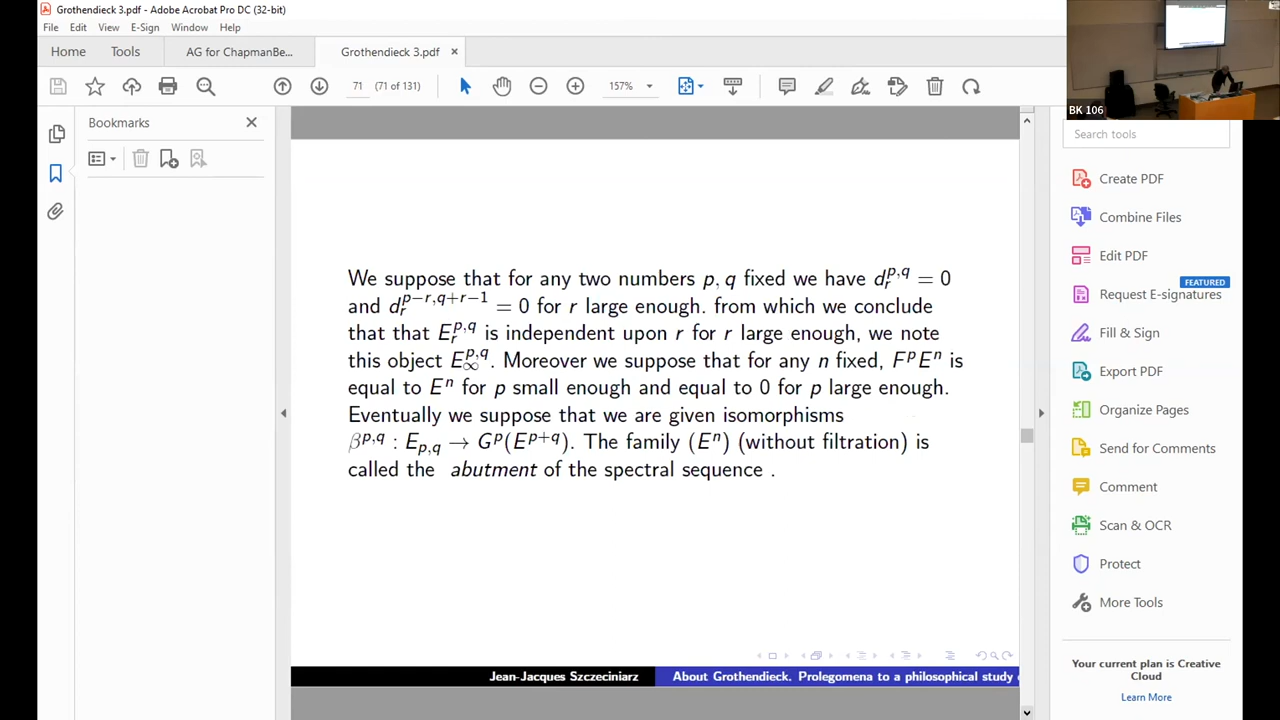 Grothendieck 3.pdf - Adobe Acrobat Pro DC (32-bit)
File Edit View E-Sign Window Help
Home Tools AG for ChapmanBe... Grothendieck 3.pdf ×
71 (71 of 131) 157%
BK 106
Bookmarks
Search tools
Create PDF
Combine Files
Edit PDF
FEATURED
Request E-signatures
Fill & Sign
Export PDF
Organize Pages
Send for Comments
Comment
Scan & OCR
Protect
More Tools
Your current plan is Creative
Cloud
Learn More
We suppose that for any two numbers p, q fixed we have d_r^{p,q} = 0
and d_r^{p−r,q+r−1} = 0 for r large enough. from which we conclude
that that E_r^{p,q} is independent upon r for r large enough, we note
this object E_∞^{p,q}. Moreover we suppose that for any n fixed, F^pE^n is
equal to E^n for p small enough and equal to 0 for p large enough.
Eventually we suppose that we are given isomorphisms
β^{p,q} : E_{p,q} → G^p(E^{p+q}). The family (E^n) (without filtration) is
called the abutment of the spectral sequence .
Jean-Jacques Szczeciniarz About Grothendieck. Prolegomena to a philosophical study